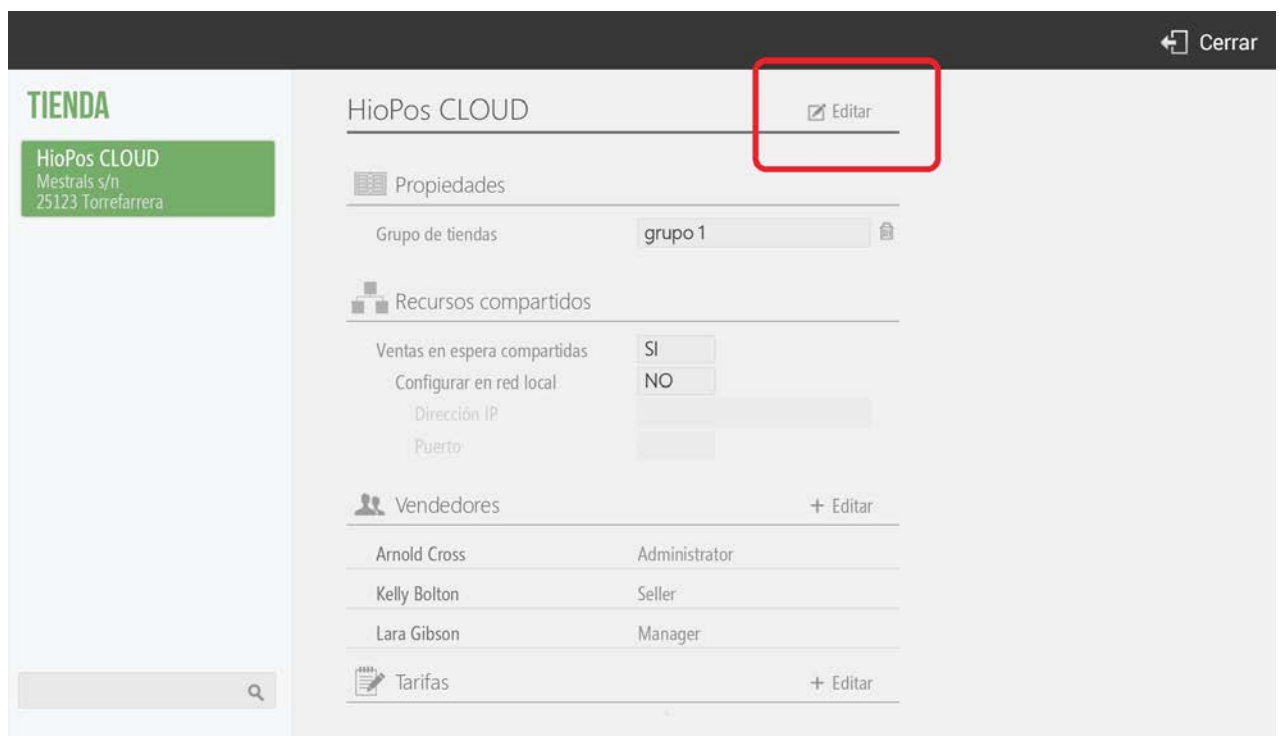 Cerrar
TIENDA
HioPos CLOUD
Mestrals s/n
25123 Torrefarrera
HioPos CLOUD
Editar
Propiedades
Grupo de tiendas grupo 1
Recursos compartidos
Ventas en espera compartidas SI
Configurar en red local NO
Dirección IP
Puerto
Vendedores + Editar
Arnold Cross Administrator
Kelly Bolton Seller
Lara Gibson Manager
Tarifas + Editar